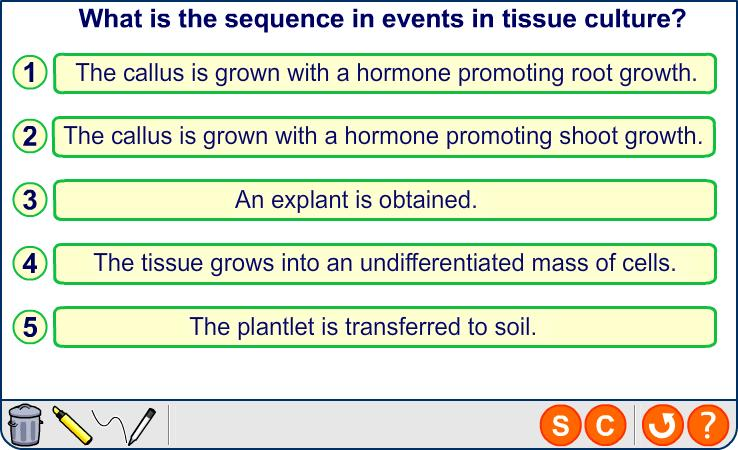 What is the sequence in events in tissue culture?
1 The callus is grown with a hormone promoting root growth.
2 The callus is grown with a hormone promoting shoot growth.
3 An explant is obtained.
4 The tissue grows into an undifferentiated mass of cells.
5 The plantlet is transferred to soil.
S C ?